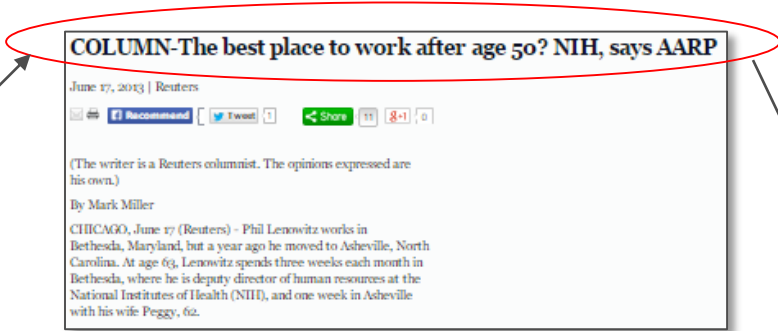 COLUMN-The best place to work after age 50? NIH, says AARP
June 17, 2013 | Reuters
Recommend Tweet 1 Share 11 g+1 0
(The writer is a Reuters columnist. The opinions expressed are
his own.)
By Mark Miller
CHICAGO, June 17 (Reuters) - Phil Lenowitz works in
Bethesda, Maryland, but a year ago he moved to Asheville, North
Carolina. At age 63, Lenowitz spends three weeks each month in
Bethesda, where he is deputy director of human resources at the
National Institutes of Health (NIH), and one week in Asheville
with his wife Peggy, 62.